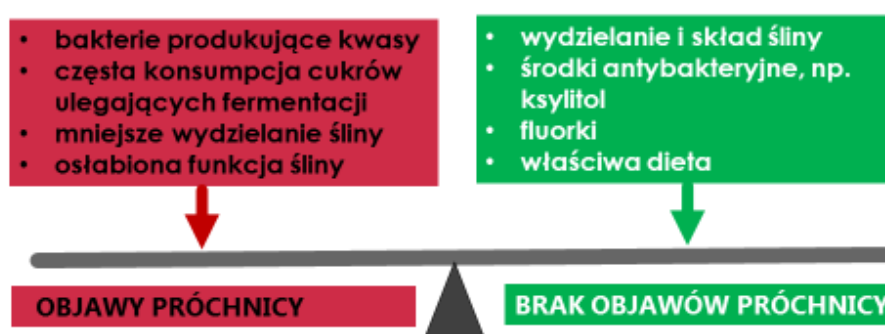 • bakterie produkujące kwasy
• częsta konsumpcja cukrów
ulegających fermentacji
• mniejsze wydzielanie śliny
• osłabiona funkcja śliny
• wydzielanie i skład śliny
• środki antybakteryjne, np.
ksylitol
• fluorki
• właściwa dieta
OBJAWY PRÓCHNICY
BRAK OBJAWÓW PRÓCHNICY